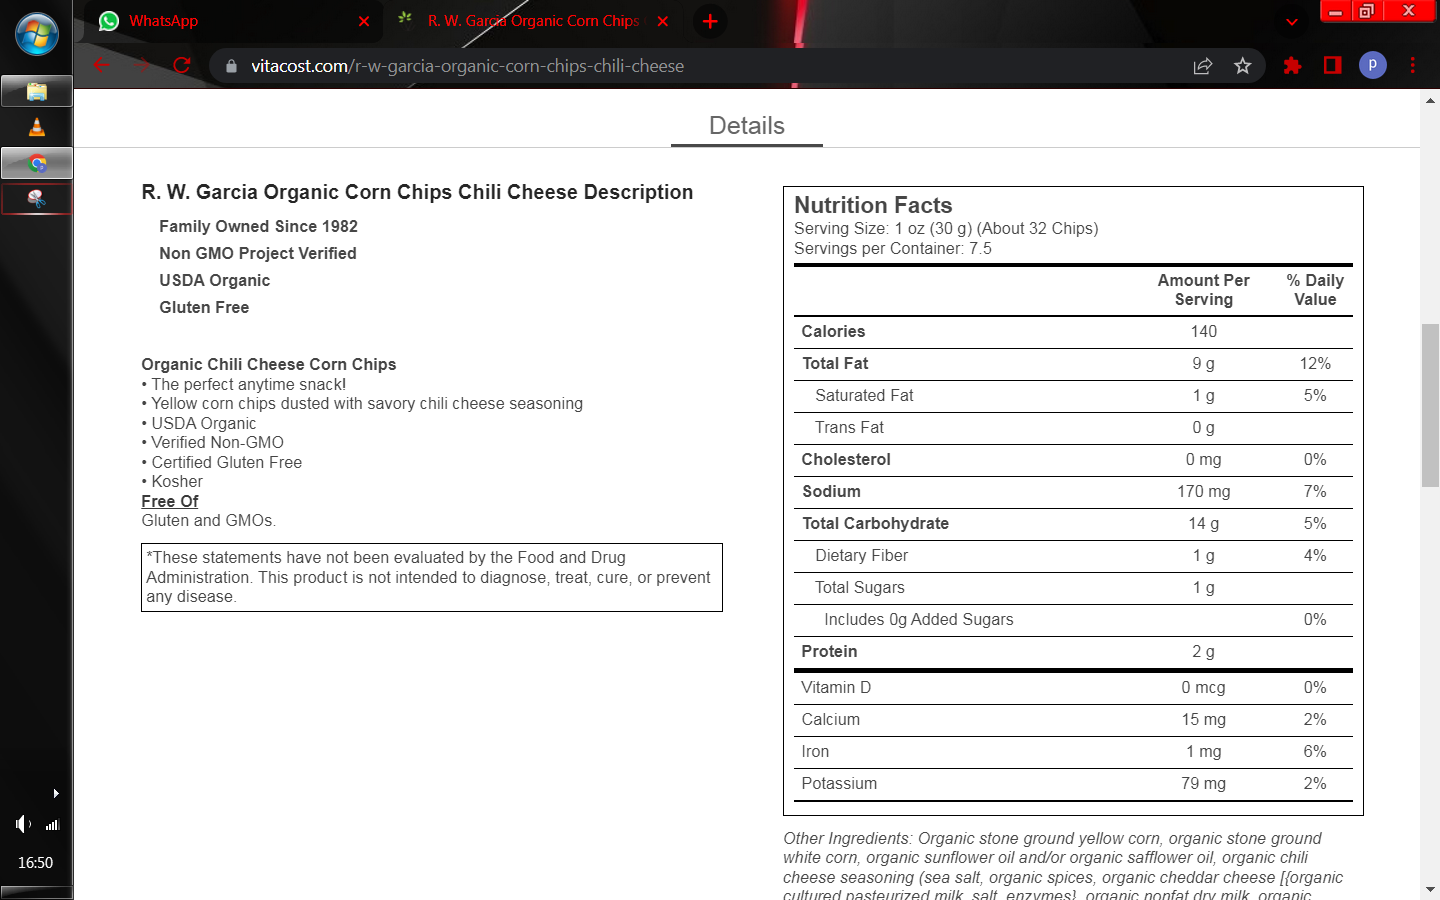 WhatsApp
R. W. Garcia Organic Corn Chips
vitacost.com/r-w-garcia-organic-corn-chips-chili-cheese
p
Details
R. W. Garcia Organic Corn Chips Chili Cheese Description
Family Owned Since 1982
Non GMO Project Verified
USDA Organic
Gluten Free
Organic Chili Cheese Corn Chips
• The perfect anytime snack!
• Yellow corn chips dusted with savory chili cheese seasoning
• USDA Organic
• Verified Non-GMO
• Certified Gluten Free
• Kosher
Free Of
Gluten and GMOs.
*These statements have not been evaluated by the Food and Drug
Administration. This product is not intended to diagnose, treat, cure, or prevent
any disease.
Nutrition Facts
Serving Size: 1 oz (30 g) (About 32 Chips)
Servings per Container: 7.5
Amount Per Serving % Daily Value
Calories 140
Total Fat 9 g 12%
Saturated Fat 1 g 5%
Trans Fat 0 g
Cholesterol 0 mg 0%
Sodium 170 mg 7%
Total Carbohydrate 14 g 5%
Dietary Fiber 1 g 4%
Total Sugars 1 g
Includes 0g Added Sugars 0%
Protein 2 g
Vitamin D 0 mcg 0%
Calcium 15 mg 2%
Iron 1 mg 6%
Potassium 79 mg 2%
Other Ingredients: Organic stone ground yellow corn, organic stone ground
white corn, organic sunflower oil and/or organic safflower oil, organic chili
cheese seasoning (sea salt, organic spices, organic cheddar cheese [{organic
cultured pasteurized milk, salt, enzymes}, organic nonfat dry milk, organic
16:50